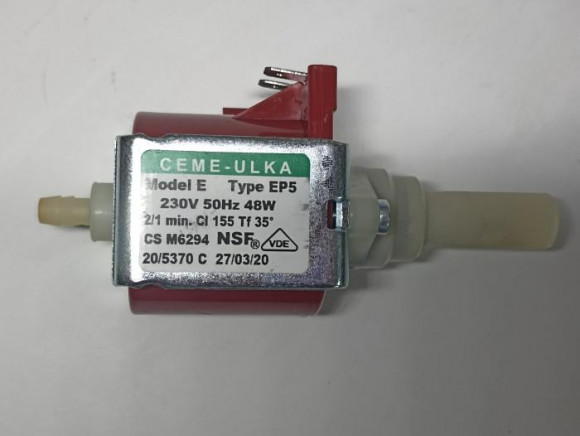 CEME-ULKA
Model E Type EP5
230V 50Hz 48W
2/1 min. Cl 155 Tf 35°
CS M6294 NSF® VDE
20/5370 C 27/03/20